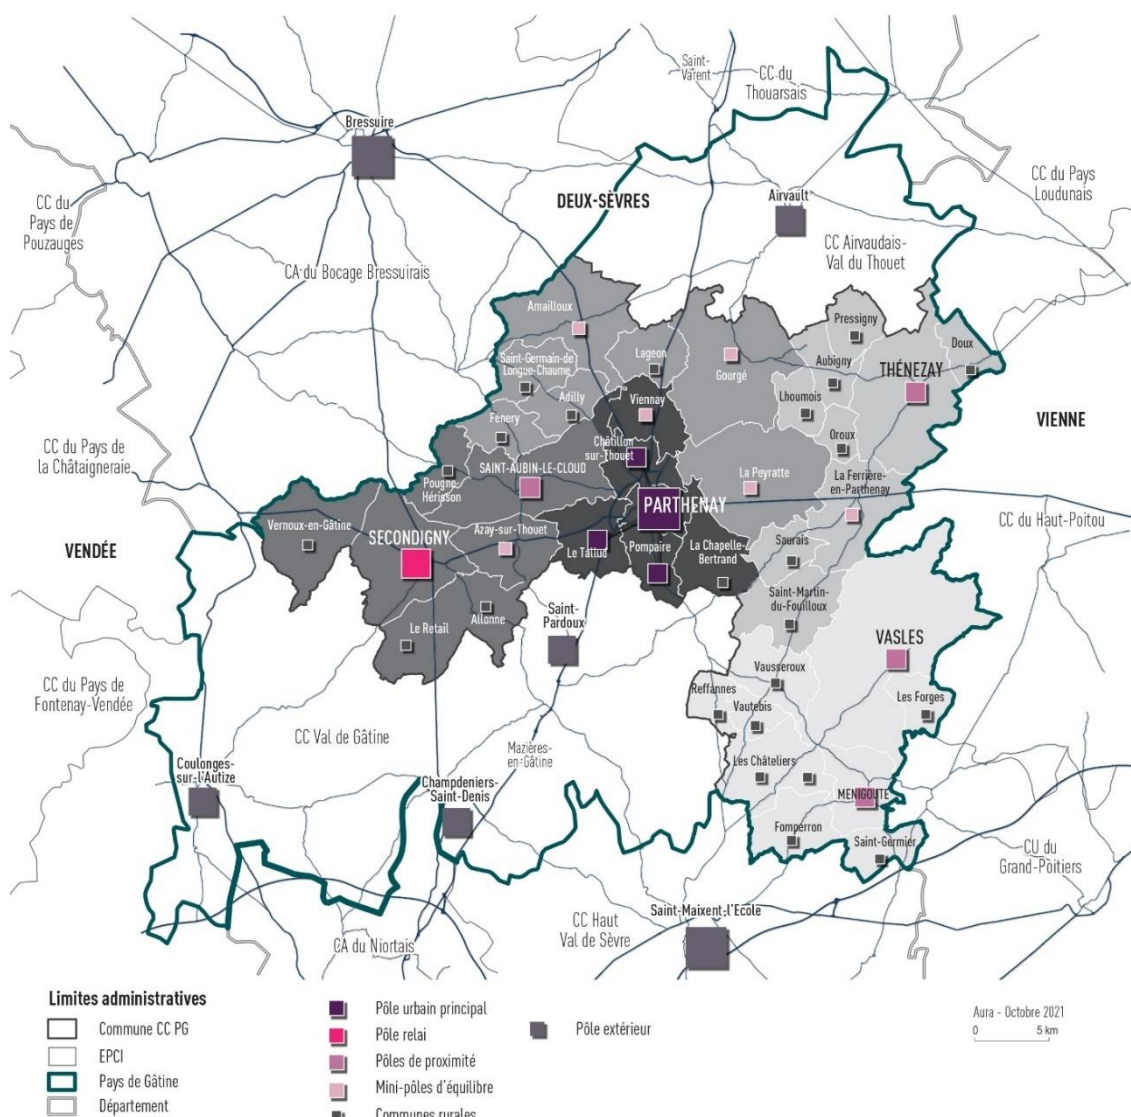 Saint-
Varent
CC du
Thouarsais
Bressuire
CC du Pays
Loudunais
CC du
Pays de
Pouzauges
DEUX-SÈVRES
Airvault
CC Airvaudais-
Val du Thouet
CA du Bocage Bressuirais
Amailloux
Pressigny
Lageon
Doux
Saint-Germain-de
Longue-Chaume
Gourgé
Aubigny
THÉNEZAY
Adilly
Viennay
Lhoumois
VIENNE
Fénery
Châtillon
sur-Thouet
Oroux
CC du Pays de
la Châtaigneraie
SAINT-AUBIN-LE-CLOUD
La Peyratte
La Ferrière-
en-Parthenay
Pougne-
Hérisson
PARTHENAY
CC du Haut-Poitou
Vernoux-en-Gâtine
Azay-sur-Thouet
VENDÉE
SECONDIGNY
Le Tallud
Pompaire
La Chapelle-
Bertrand
Saurais
Saint-Martin-
du-Fouilloux
Saint-
Pardoux
Allonne
Le Retail
VASLES
Vausseroux
CC du Pays de
Fontenay-Vendée
Reffannes
Les Forges
Vautebis
CC Val de Gâtine
Mazières-
en-Gâtine
Coulonges-
sur-l'Autize
Les Châteliers
Champdeniers-
Saint-Denis
MENIGOUTE
Fomperron
Saint-Germier
CU du
Grand-Poitiers
Saint-Maixent-l'Ecole
CC Haut
Val de Sèvre
CA du Niortais
Limites administratives
Commune CC PG
EPCI
Pays de Gâtine
Département
Pôle urbain principal
Pôle relai
Pôles de proximité
Mini-pôles d'équilibre
Communes rurales
Pôle extérieur
Aura - Octobre 2021
0 5 km